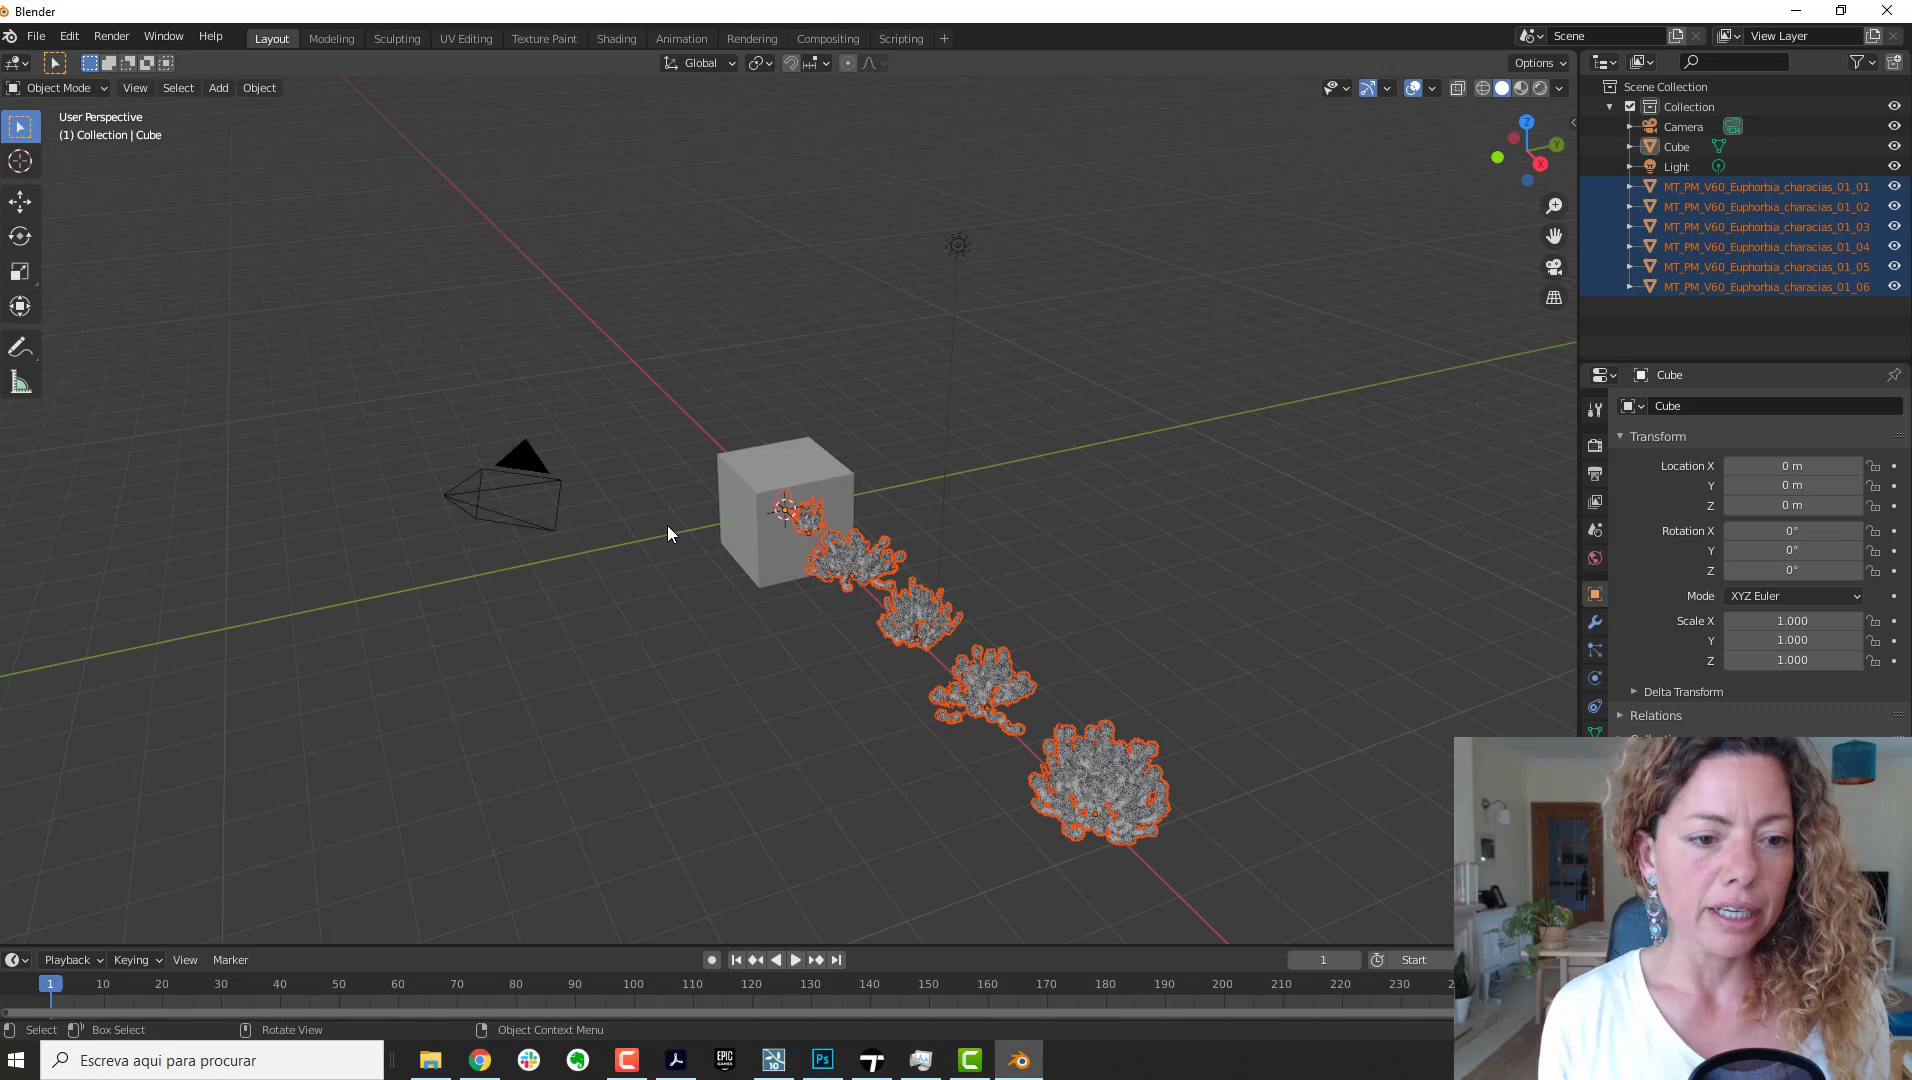 Blender
File Edit Render Window Help Layout Modeling Sculpting UV Editing Texture Paint Shading Animation Rendering Compositing Scripting + Scene View Layer
Global Options
Object Mode View Select Add Object
User Perspective
(1) Collection | Cube
Z
Y
X
Scene Collection
Collection
Camera
Cube
Light
MT_PM_V60_Euphorbia_characias_01_01
MT_PM_V60_Euphorbia_characias_01_02
MT_PM_V60_Euphorbia_characias_01_03
MT_PM_V60_Euphorbia_characias_01_04
MT_PM_V60_Euphorbia_characias_01_05
MT_PM_V60_Euphorbia_characias_01_06
Cube
Cube
Transform
Location X 0 m
Y 0 m
Z 0 m
Rotation X 0°
Y 0°
Z 0°
Mode XYZ Euler
Scale X 1.000
Y 1.000
Z 1.000
Delta Transform
Relations
Playback Keying View Marker 1 Start
1 10 20 30 40 50 60 70 80 90 100 110 120 130 140 150 160 170 180 190 200 210 220 230 2
Select Box Select Rotate View Object Context Menu
Escreva aqui para procurar
EPIC GAMES
10
Ps